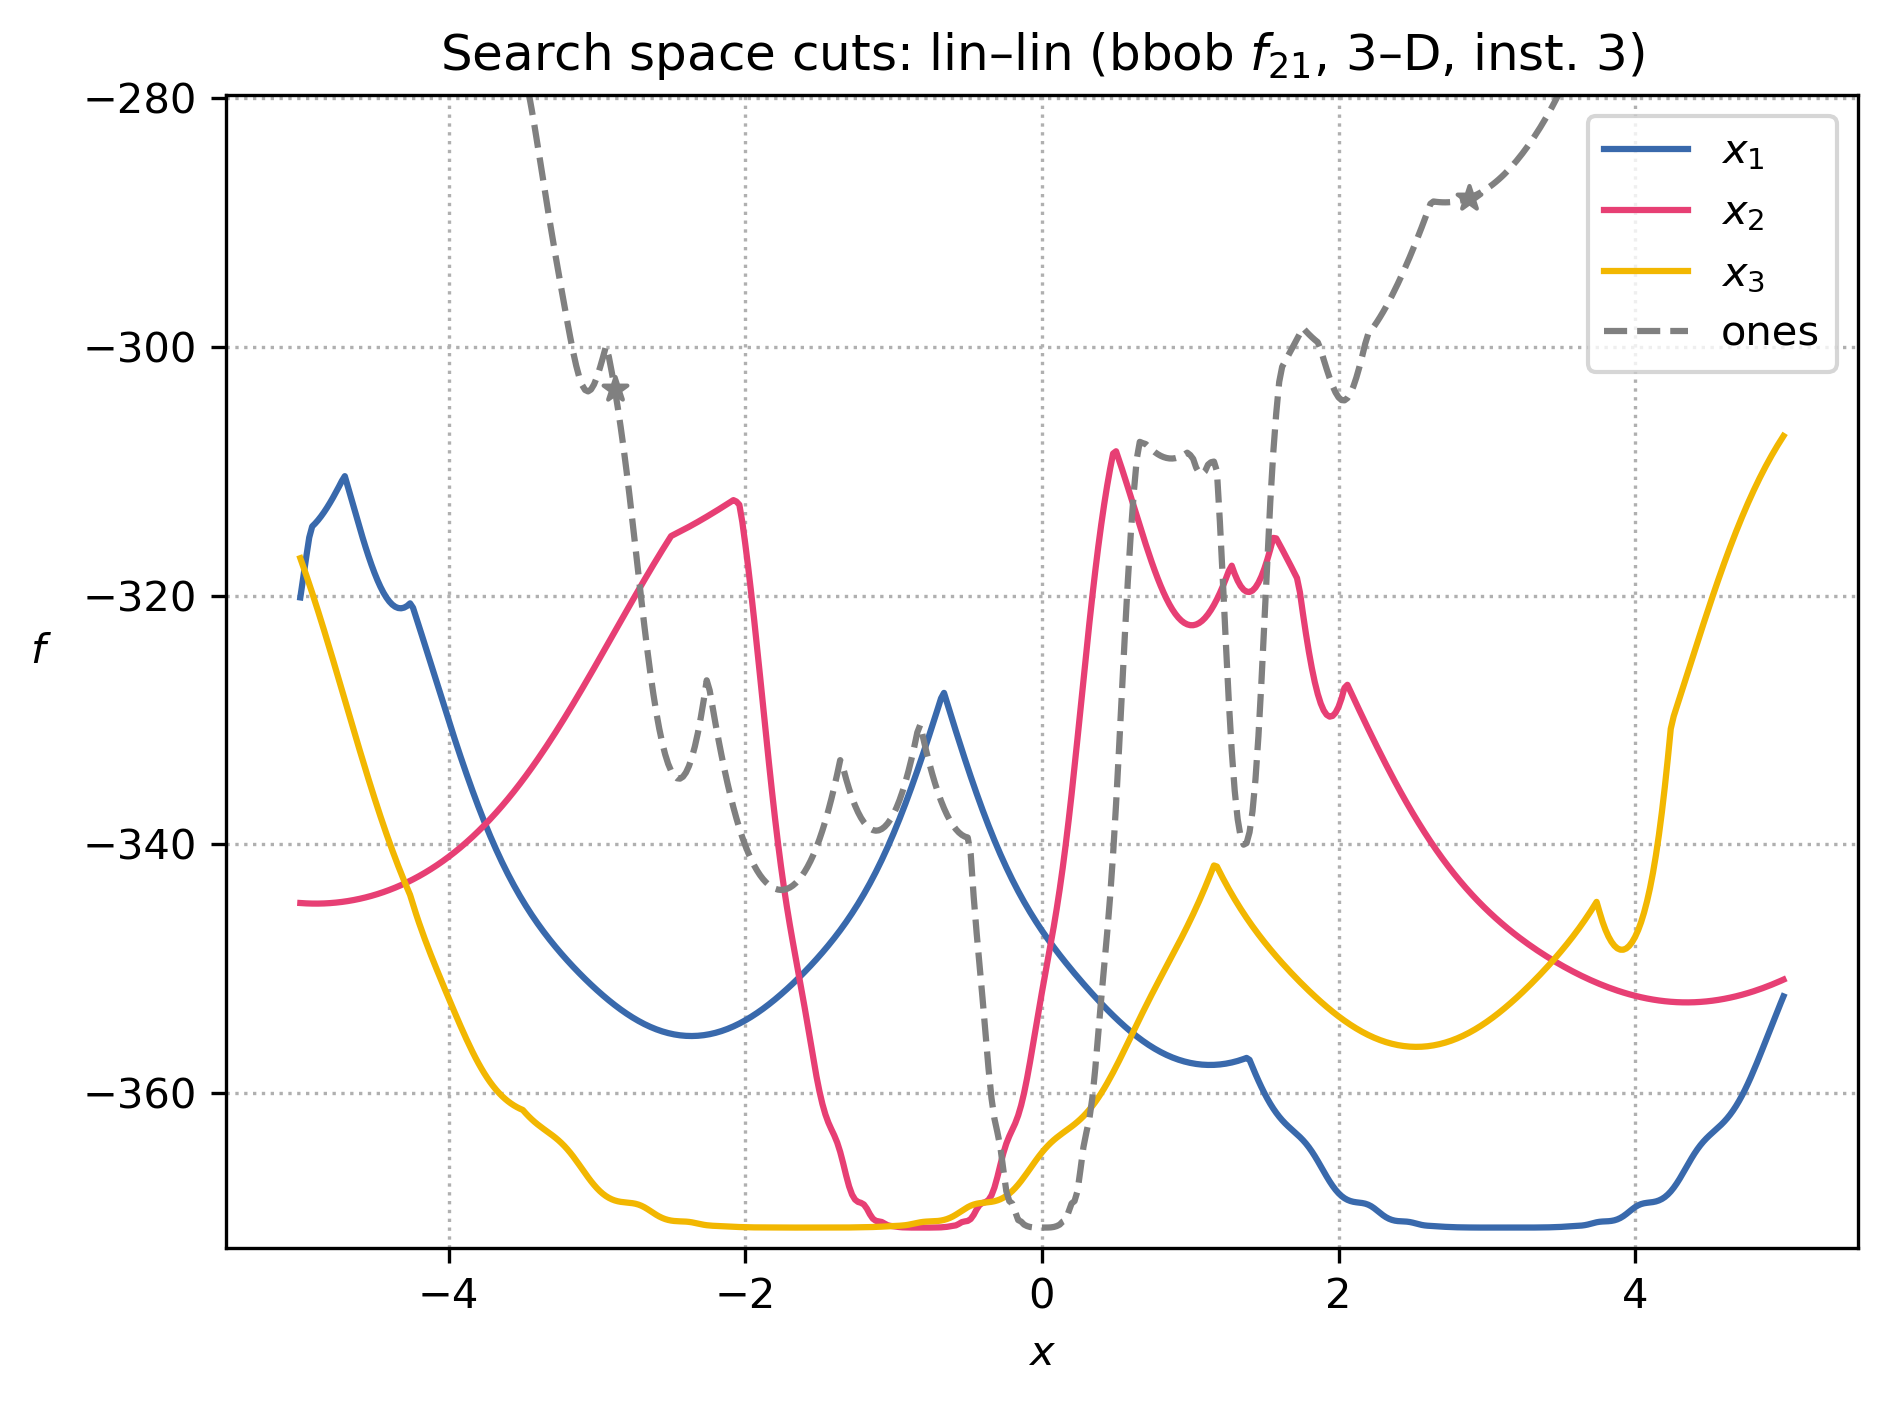 Search space cuts: lin–lin (bbob f₂₁, 3–D, inst. 3)
−280
−300
−320
−340
−360
f
−4
−2
0
2
4
x
x₁
x₂
x₃
ones